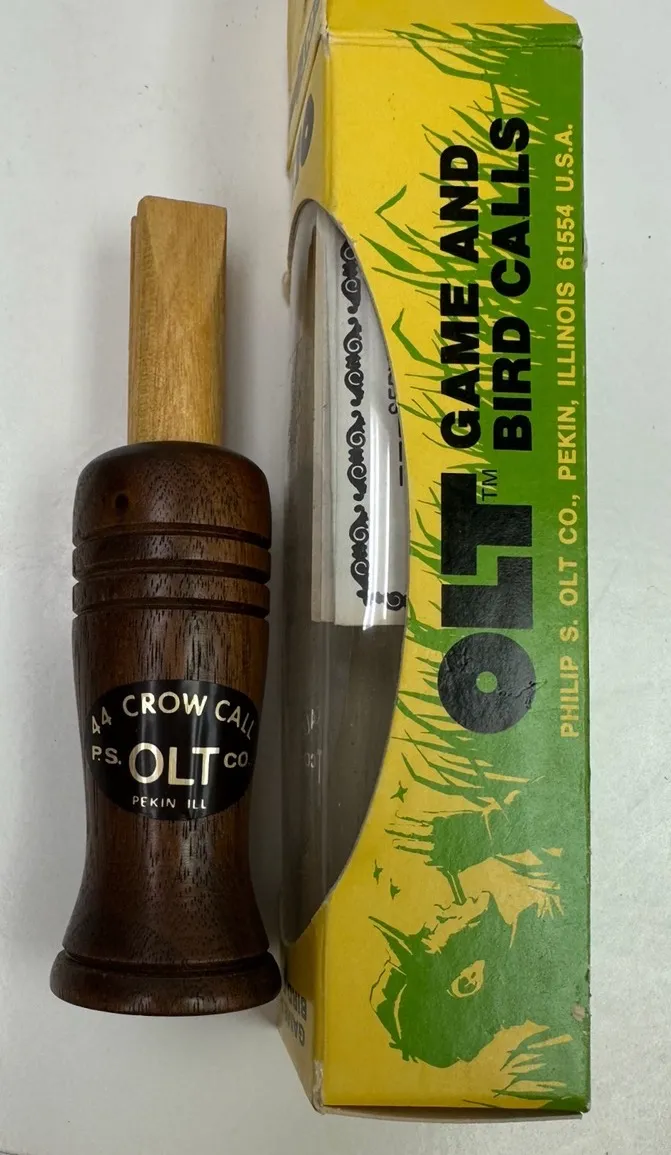 44 CROW CALL
P.S. OLT CO.
PEKIN ILL
OLT™ GAME AND
BIRD CALLS
PHILIP S. OLT CO., PEKIN, ILLINOIS 61554 U.S.A.